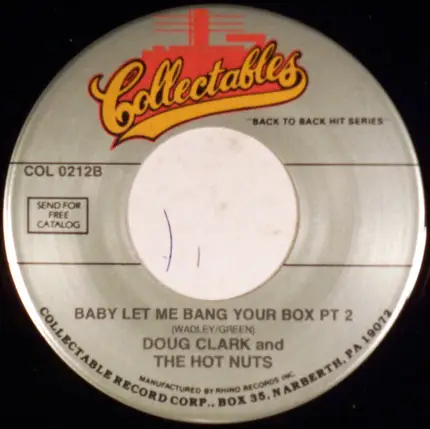 Collectables
"BACK TO BACK HIT SERIES"
COL 0212B
SEND FOR
FREE
CATALOG
BABY LET ME BANG YOUR BOX PT 2
(WADLEY/GREEN)
DOUG CLARK and
THE HOT NUTS
MANUFACTURED BY RHINO RECORDS INC.
COLLECTABLE RECORD CORP., BOX 35, NARBERTH, PA 19072